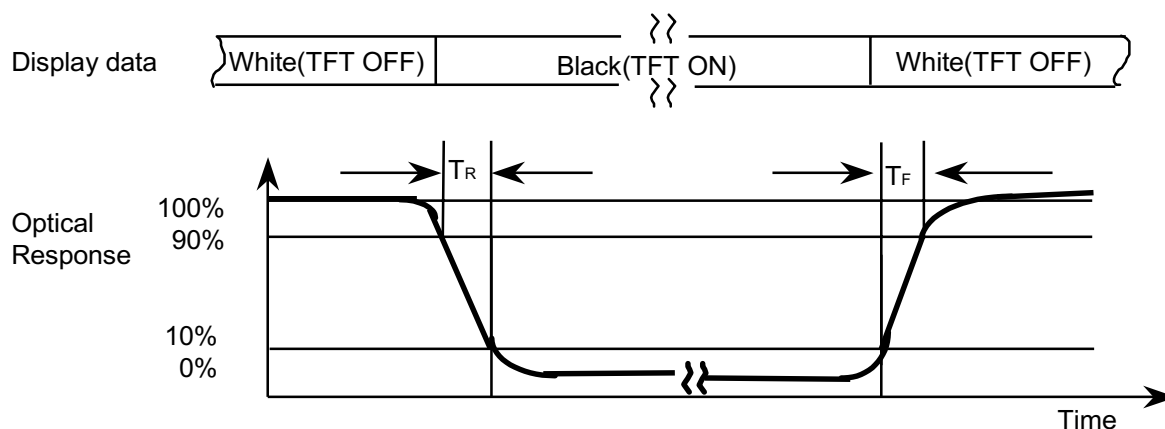 Display data
White(TFT OFF)
Black(TFT ON)
White(TFT OFF)
TR
TF
Optical
Response
100%
90%
10%
0%
Time